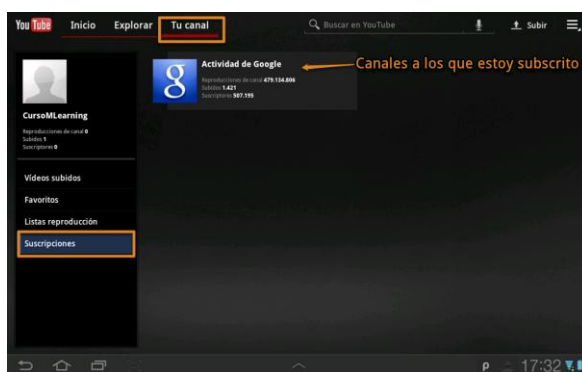 You Tube Inicio Explorar Tu canal Buscar en YouTube Subir
Actividad de Google
Reproducciones de canal 479.134.806
Subidos 1.421
Suscriptores 507.195
Canales a los que estoy subscrito
CursoMLearning
Reproducciones de canal 0
Subidos 1
Suscriptores 0
Vídeos subidos
Favoritos
Listas reproducción
Suscripciones
17:32